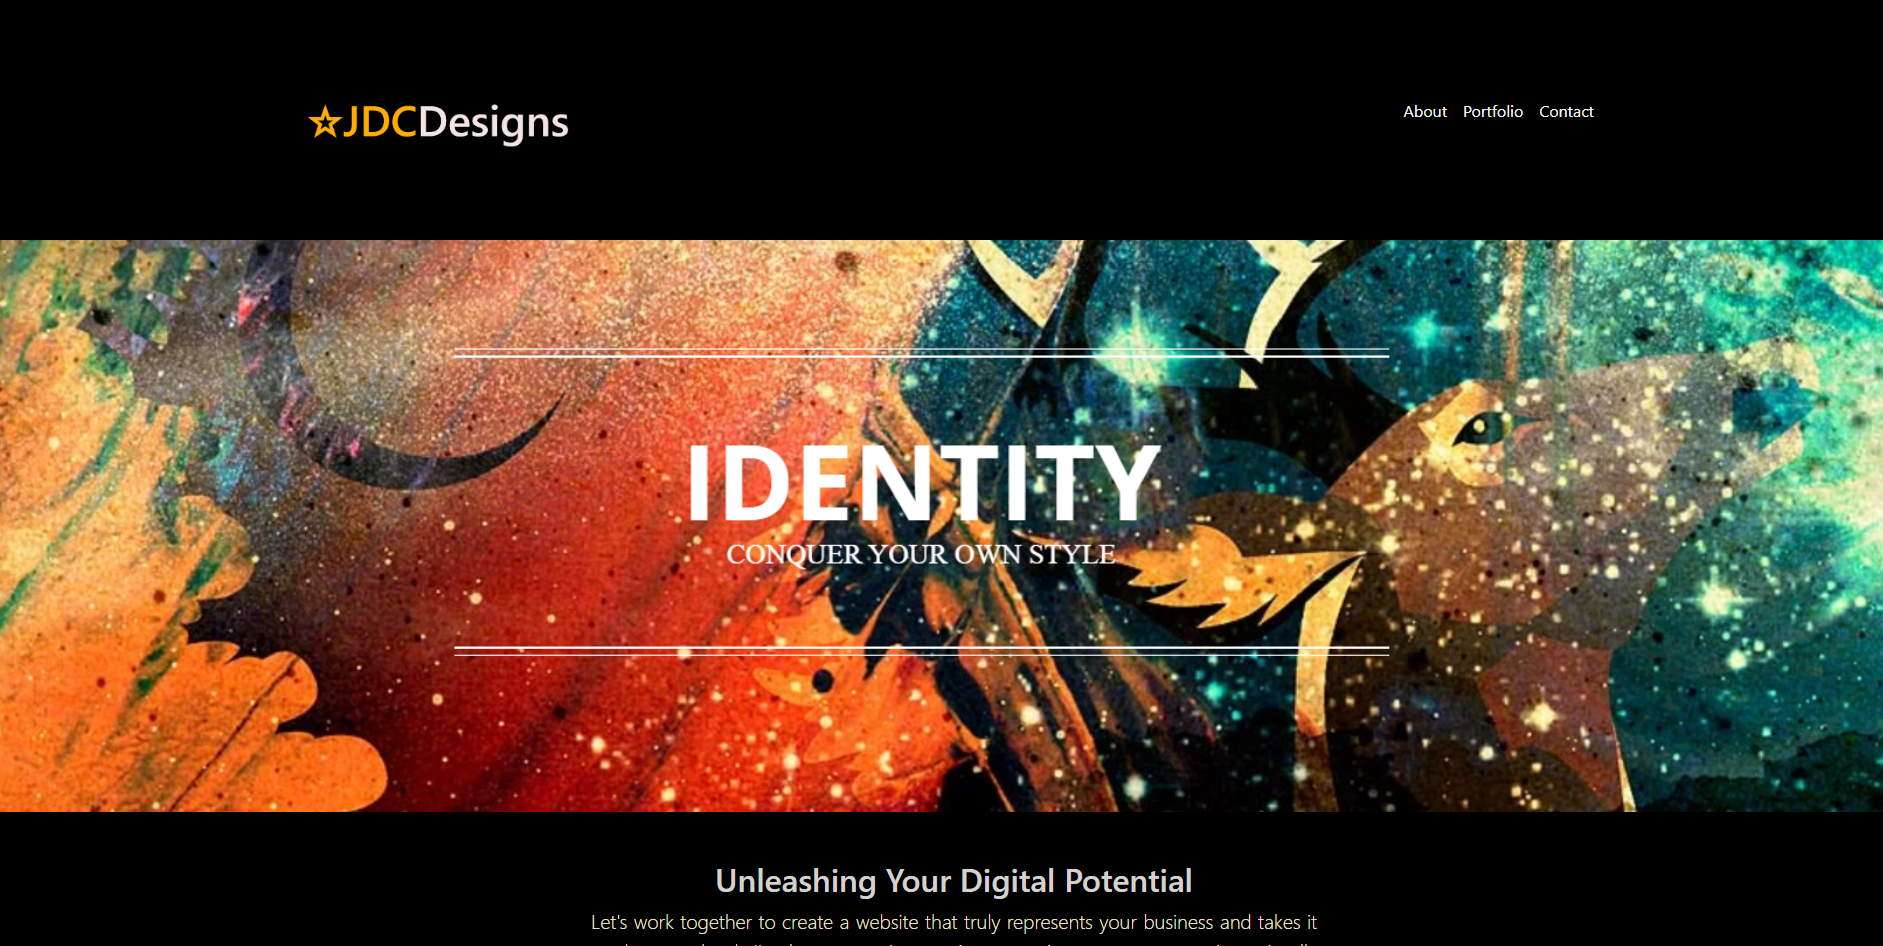 ☆JDCDesigns
About Portfolio Contact
IDENTITY
CONQUER YOUR OWN STYLE
Unleashing Your Digital Potential
Let's work together to create a website that truly represents your business and takes it